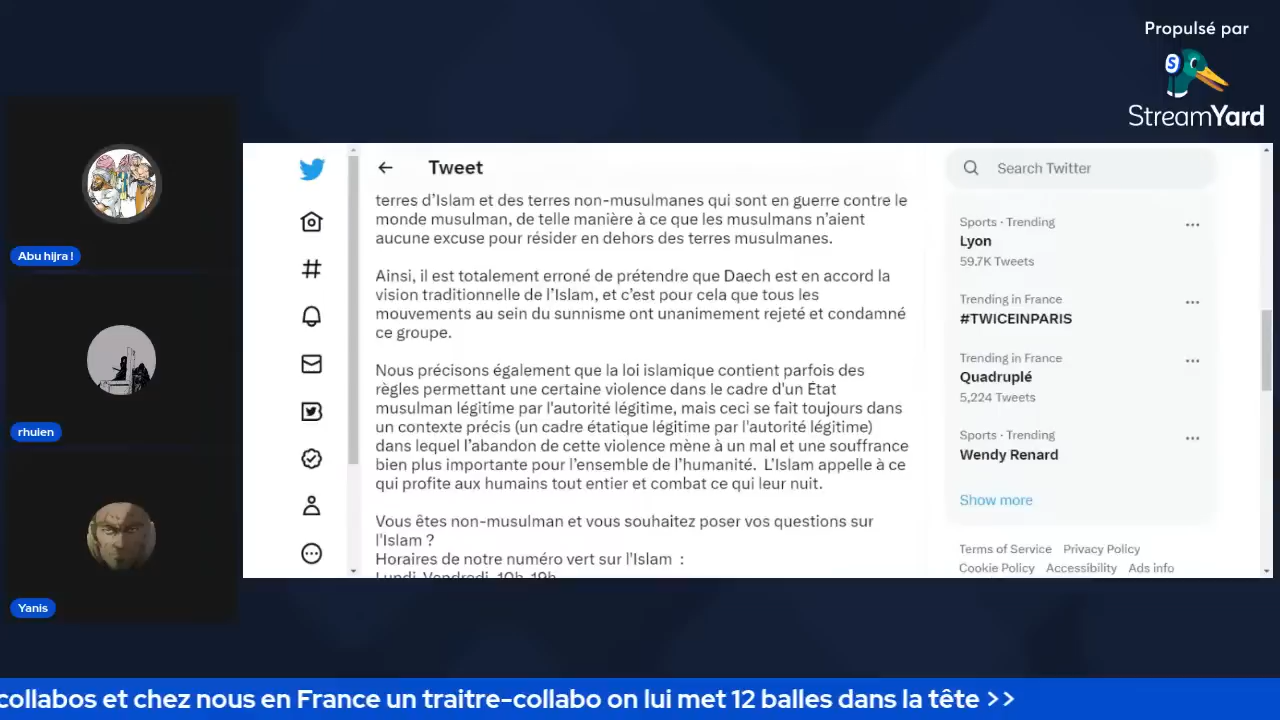 Propulsé par
StreamYard
Abu hijra !
rhuien
Yanis
Tweet
terres d’Islam et des terres non-musulmanes qui sont en guerre contre le
monde musulman, de telle manière à ce que les musulmans n’aient
aucune excuse pour résider en dehors des terres musulmanes.
Ainsi, il est totalement erroné de prétendre que Daech est en accord la
vision traditionnelle de l’Islam, et c’est pour cela que tous les
mouvements au sein du sunnisme ont unanimement rejeté et condamné
ce groupe.
Nous précisons également que la loi islamique contient parfois des
règles permettant une certaine violence dans le cadre d'un État
musulman légitime par l'autorité légitime, mais ceci se fait toujours dans
un contexte précis (un cadre étatique légitime par l'autorité légitime)
dans lequel l’abandon de cette violence mène à un mal et une souffrance
bien plus importante pour l’ensemble de l’humanité. L’Islam appelle à ce
qui profite aux humains tout entier et combat ce qui leur nuit.
Vous êtes non-musulman et vous souhaitez poser vos questions sur
l'Islam ?
Horaires de notre numéro vert sur l'Islam :
Lundi-Vendredi 10h-19h
Search Twitter
Sports · Trending
Lyon
59.7K Tweets
Trending in France
#TWICEINPARIS
Trending in France
Quadruplé
5,224 Tweets
Sports · Trending
Wendy Renard
Show more
Terms of Service Privacy Policy
Cookie Policy Accessibility Ads info
collabos et chez nous en France un traitre-collabo on lui met 12 balles dans la tête >>